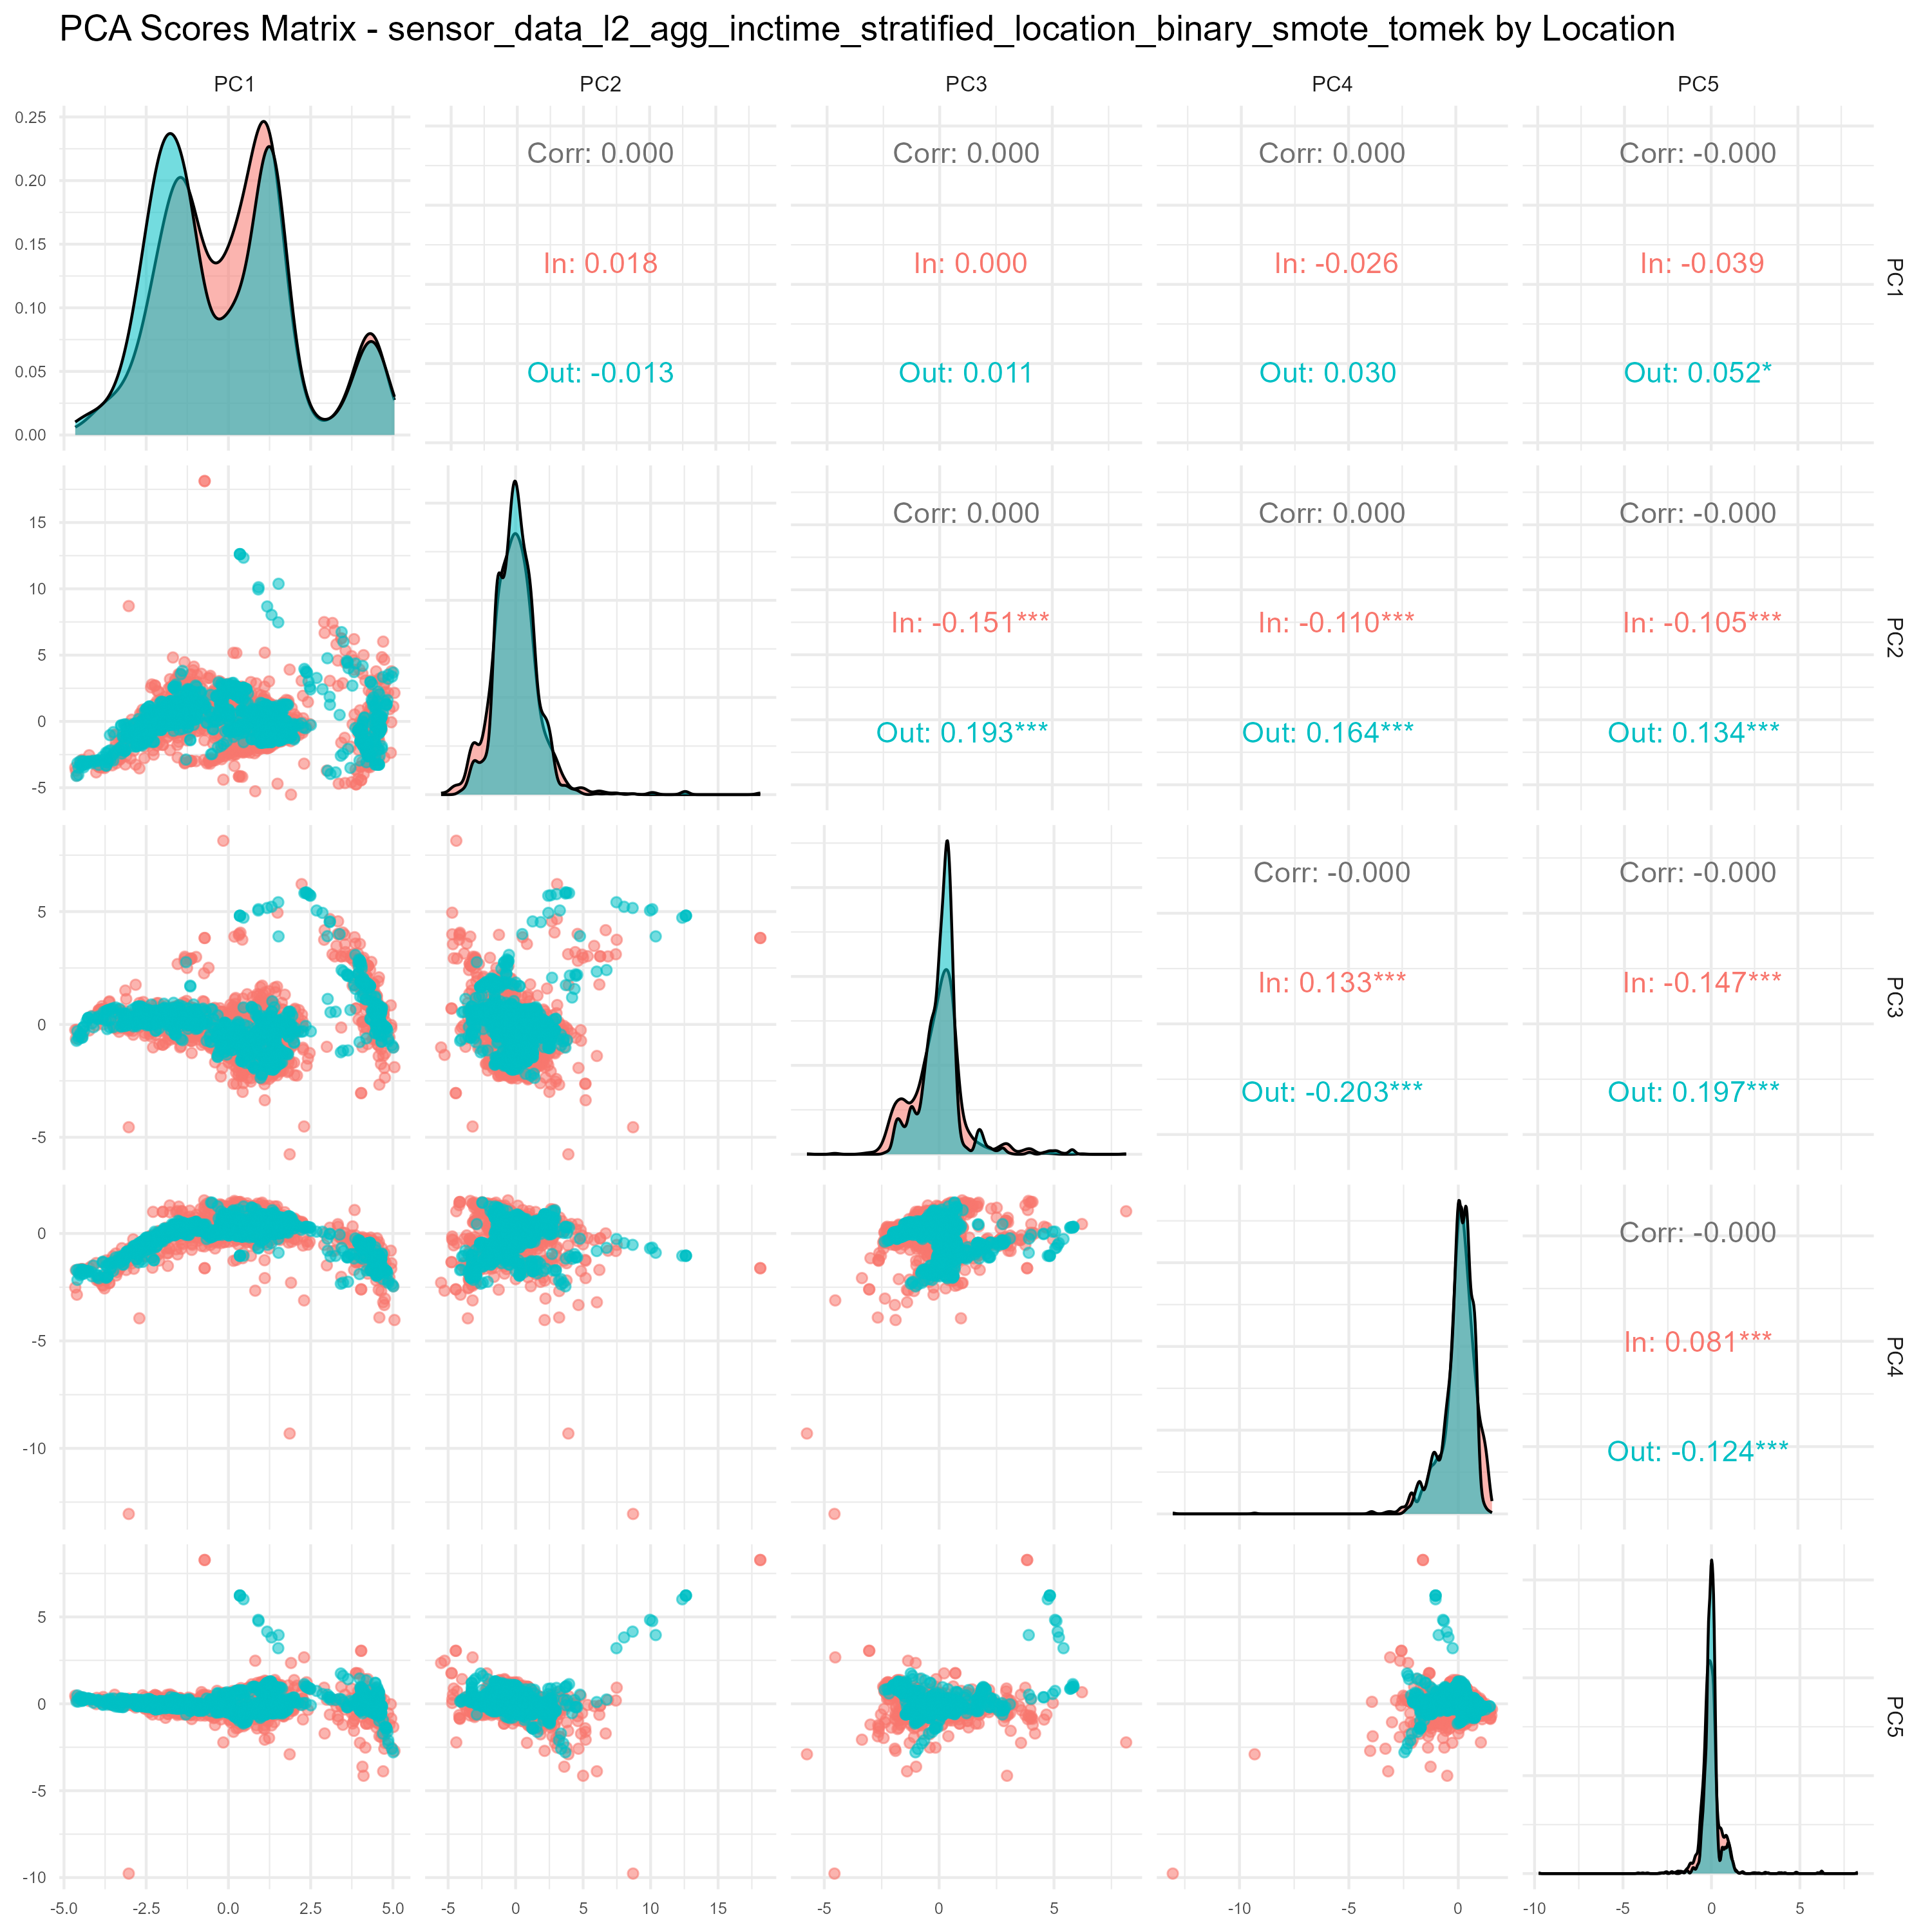 PCA Scores Matrix - sensor_data_l2_agg_inctime_stratified_location_binary_smote_tomek by Location
PC1 PC2 PC3 PC4 PC5
0.25
0.20
0.15
0.10
0.05
0.00
Corr: 0.000
In: 0.018
Out: -0.013
Corr: 0.000
In: 0.000
Out: 0.011
Corr: 0.000
In: -0.026
Out: 0.030
Corr: -0.000
In: -0.039
Out: 0.052*
PC1
15
10
5
0
-5
Corr: 0.000
In: -0.151***
Out: 0.193***
Corr: 0.000
In: -0.110***
Out: 0.164***
Corr: -0.000
In: -0.105***
Out: 0.134***
PC2
5
0
-5
Corr: -0.000
In: 0.133***
Out: -0.203***
Corr: -0.000
In: -0.147***
Out: 0.197***
PC3
0
-5
-10
Corr: -0.000
In: 0.081***
Out: -0.124***
PC4
5
0
-5
-10
PC5
-5.0 -2.5 0.0 2.5 5.0
-5 0 5 10 15
-5 0 5
-10 -5 0
-10 -5 0 5